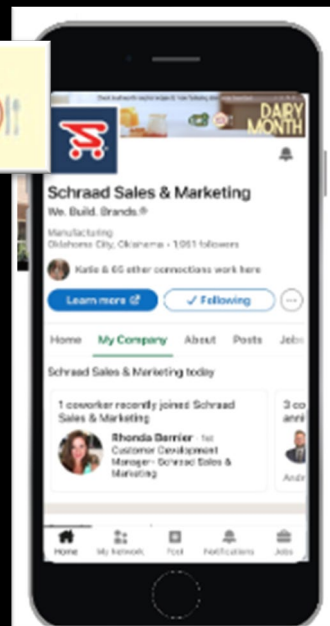 DAIRY
MONTH
Schraad Sales & Marketing
We. Build. Brands.®
Manufacturing
Oklahoma City, Oklahoma • 1,951 followers
Katie & 65 other connections work here
Learn more
Following
Home My Company About Posts Jobs
Schraad Sales & Marketing today
1 coworker recently joined Schraad
Sales & Marketing
Rhonda Bernier · 1st
Customer Development
Manager- Schraad Sales &
Marketing
3 co
anni
Andr
Home My Network Post Notifications Jobs